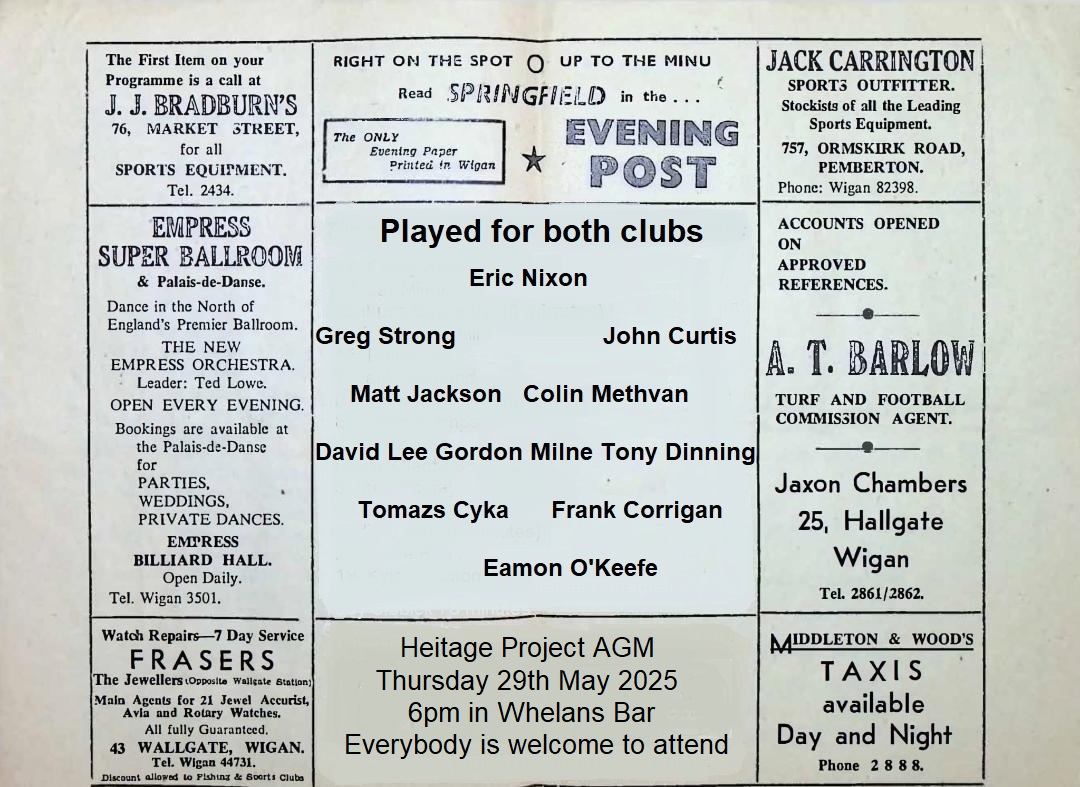 The First Item on your
Programme is a call at
J. J. BRADBURN'S
76, MARKET STREET,
for all
SPORTS EQUIPMENT.
Tel. 2434.
EMPRESS
SUPER BALLROOM
& Palais-de-Danse.
Dance in the North of
England's Premier Ballroom.
THE NEW
EMPRESS ORCHESTRA.
Leader: Ted Lowe.
OPEN EVERY EVENING.
Bookings are available at
the Palais-de-Danse
for
PARTIES,
WEDDINGS,
PRIVATE DANCES.
EMPRESS
BILLIARD HALL.
Open Daily.
Tel. Wigan 3501.
Watch Repairs—7 Day Service
FRASERS
The Jewellers (Opposite Wallgate Station)
Main Agents for 21 Jewel Accurist,
Avia and Rotary Watches.
All fully Guaranteed.
43 WALLGATE, WIGAN.
Tel. Wigan 44731.
Discount allowed to Fishing & Sports Clubs
RIGHT ON THE SPOT O UP TO THE MINU
Read SPRINGFIELD in the ...
The ONLY
Evening Paper
Printed in Wigan
★ EVENING
POST
Played for both clubs
Eric Nixon
Greg Strong John Curtis
Matt Jackson Colin Methvan
David Lee Gordon Milne Tony Dinning
Tomazs Cyka Frank Corrigan
Eamon O'Keefe
Heitage Project AGM
Thursday 29th May 2025
6pm in Whelans Bar
Everybody is welcome to attend
JACK CARRINGTON
SPORTS OUTFITTER.
Stockists of all the Leading
Sports Equipment.
757, ORMSKIRK ROAD,
PEMBERTON.
Phone: Wigan 82398.
ACCOUNTS OPENED
ON
APPROVED
REFERENCES.
A. T. BARLOW
TURF AND FOOTBALL
COMMISSION AGENT.
Jaxon Chambers
25, Hallgate
Wigan
Tel. 2861/2862.
MIDDLETON & WOOD'S
TAXIS
available
Day and Night
Phone 2888.